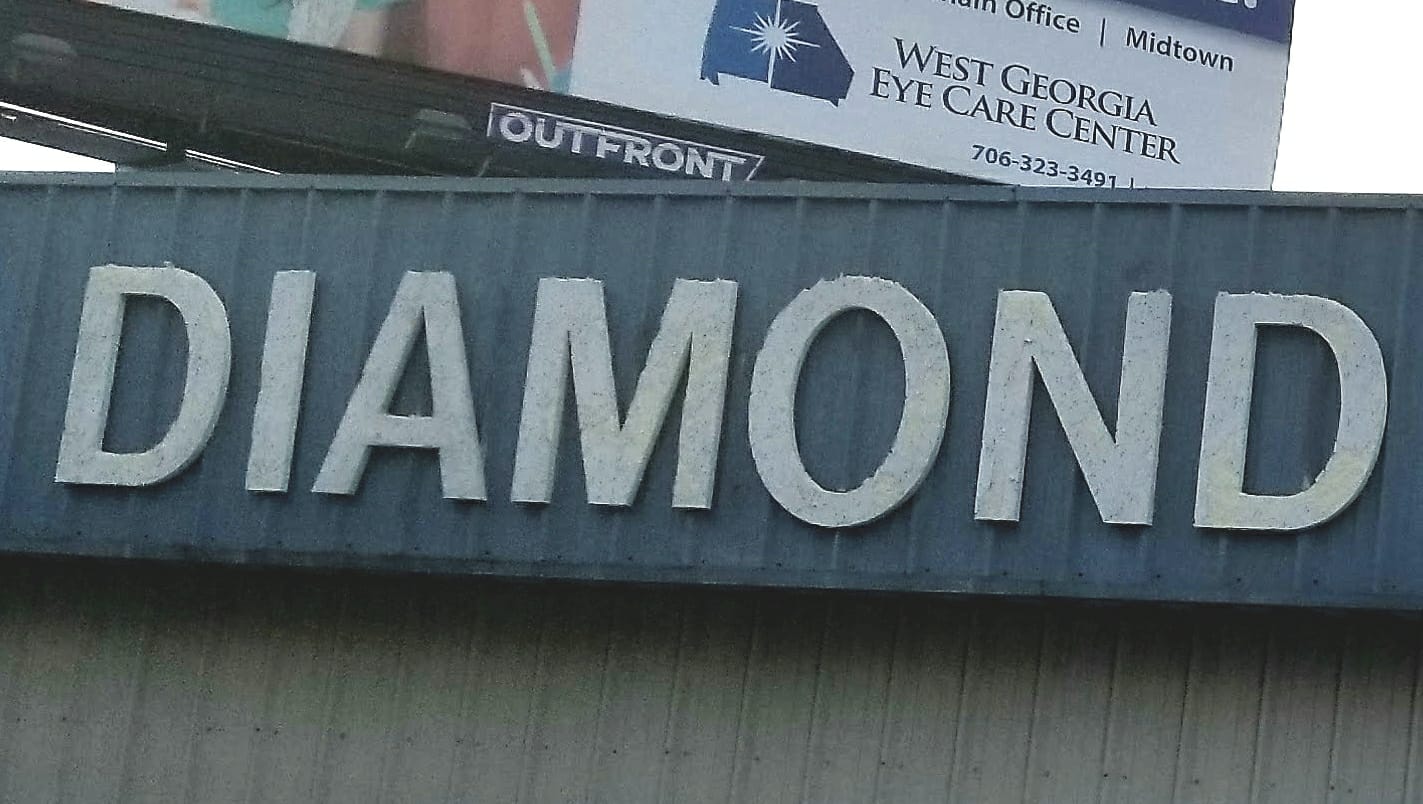 Office | Midtown
WEST GEORGIA
EYE CARE CENTER
706-323-3491
OUTFRONT
DIAMOND